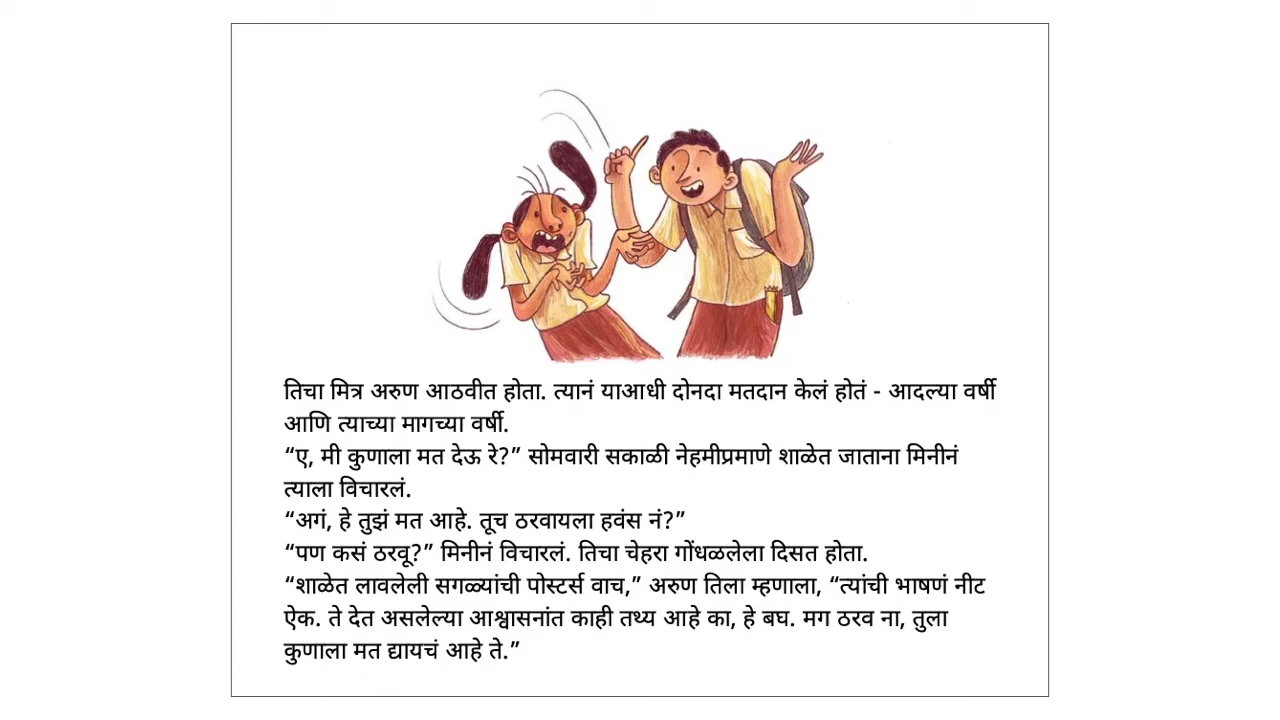 तिचा मित्र अरुण आठवीत होता. त्यानं याआधी दोनदा मतदान केलं होतं - आदल्या वर्षी
आणि त्याच्या मागच्या वर्षी.
“ए, मी कुणाला मत देऊ रे?” सोमवारी सकाळी नेहमीप्रमाणे शाळेत जाताना मिनीनं
त्याला विचारलं.
“अगं, हे तुझं मत आहे. तूच ठरवायला हवंस नं?”
“पण कसं ठरवू?” मिनीनं विचारलं. तिचा चेहरा गोंधळलेला दिसत होता.
“शाळेत लावलेली सगळ्यांची पोस्टर्स वाच,” अरुण तिला म्हणाला, “त्यांची भाषणं नीट
ऐक. ते देत असलेल्या आश्वासनांत काही तथ्य आहे का, हे बघ. मग ठरव ना, तुला
कुणाला मत द्यायचं आहे ते.”